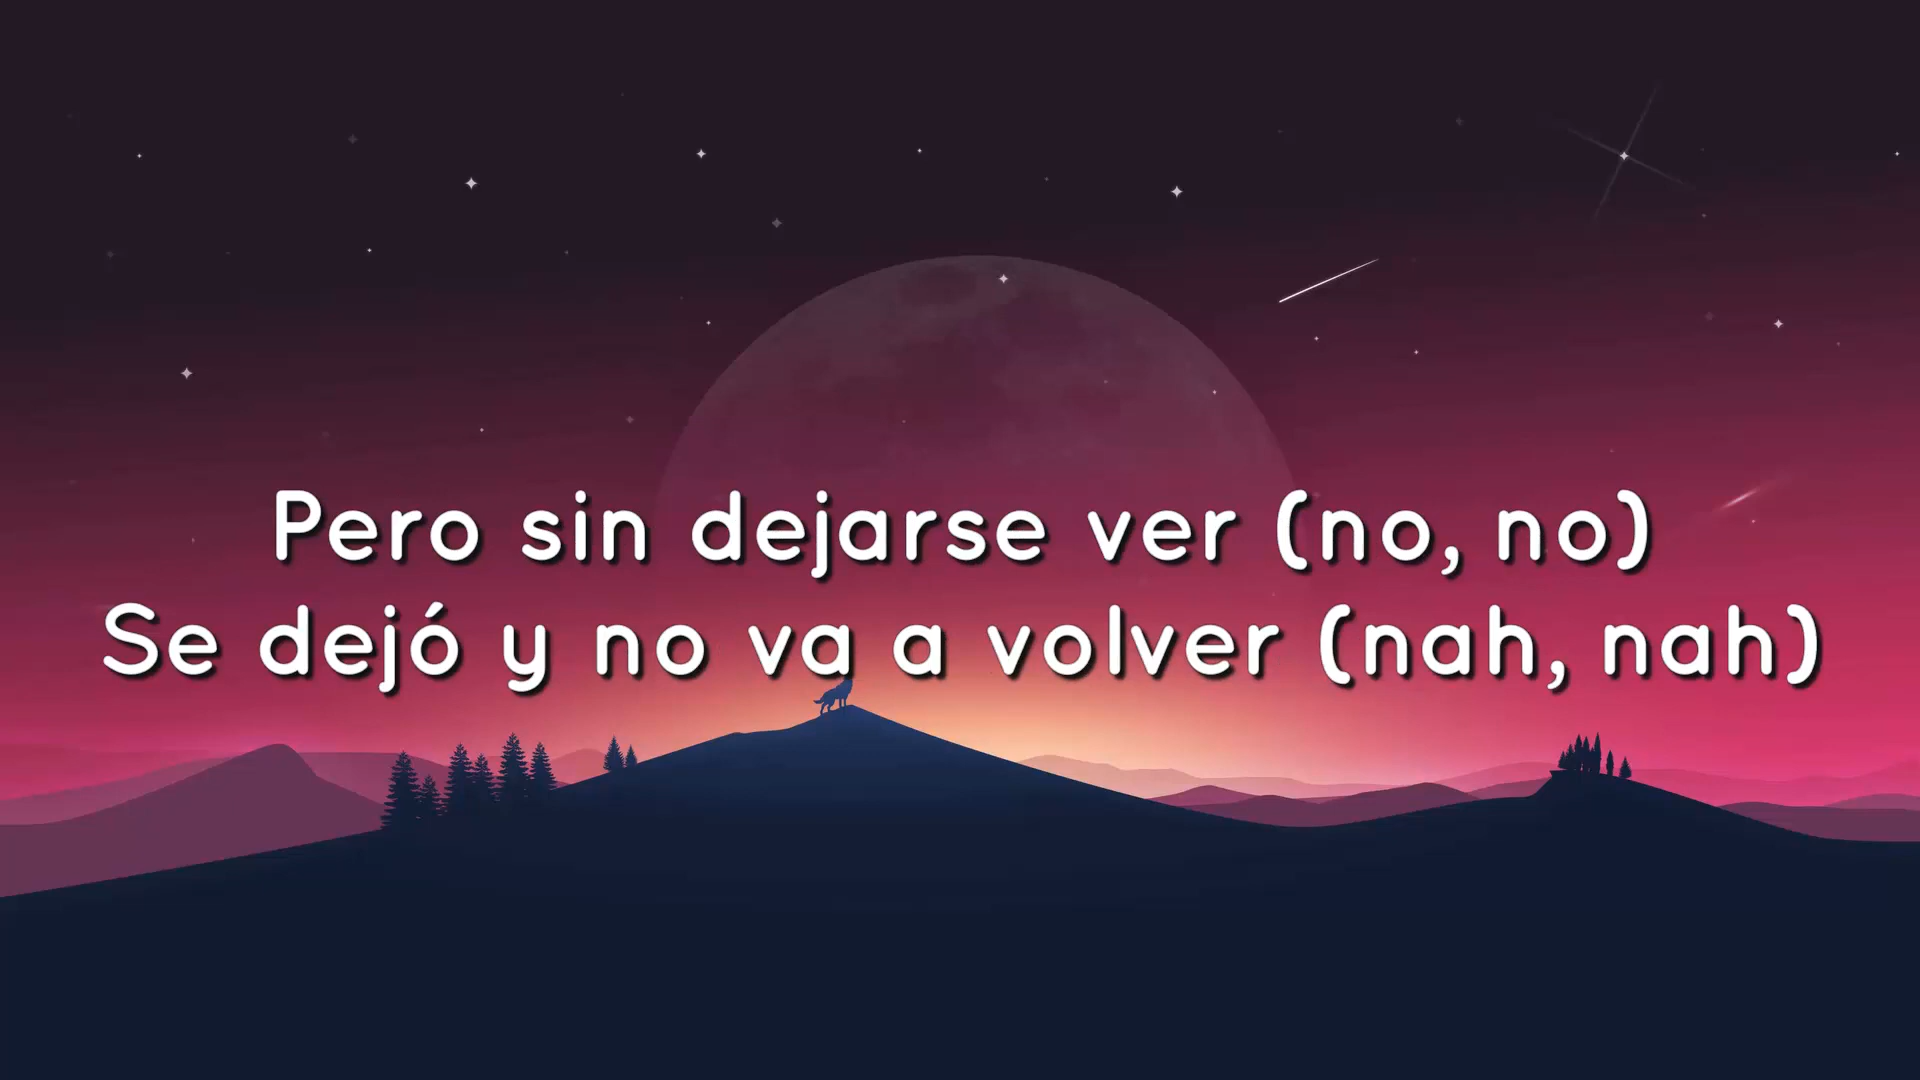 Pero sin dejarse ver (no, no)
Se dejó y no va a volver (nah, nah)